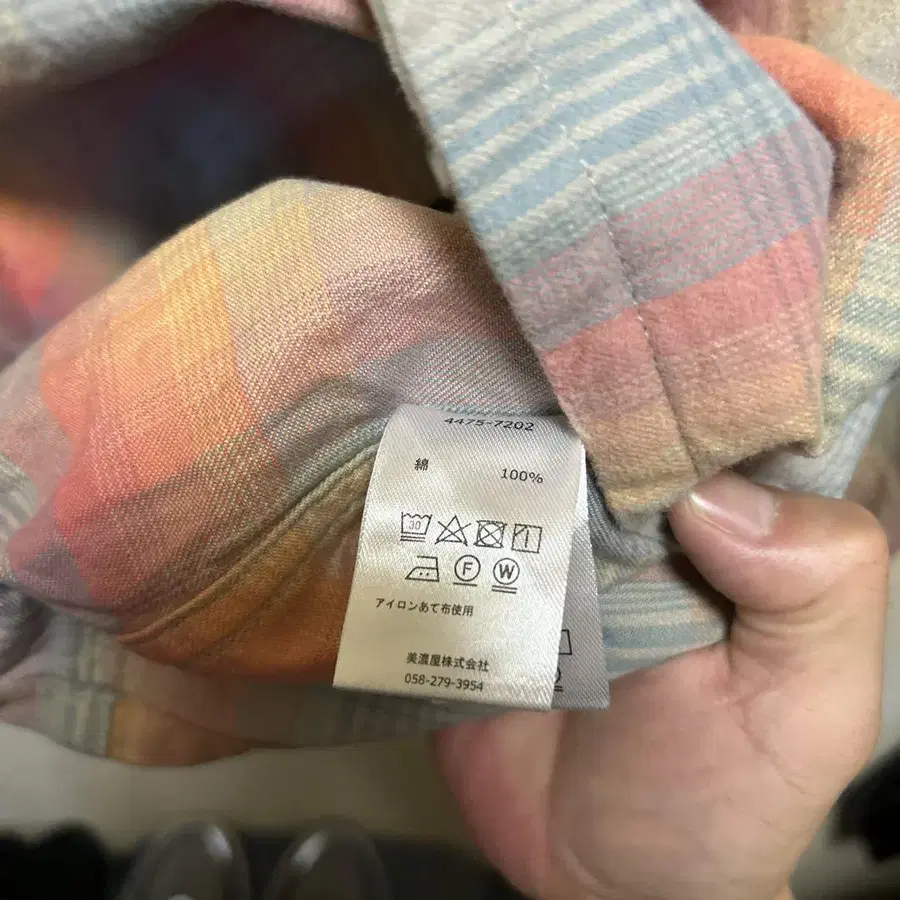 4475-7202
綿 100%
30
F W
アイロンあて布使用
美濃屋株式会社
058-279-3954